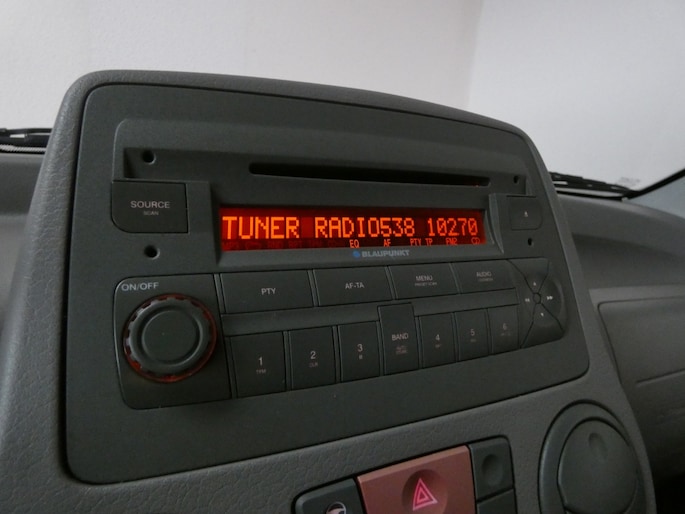 SOURCE
SCAN
TUNER RADIO538 10270
EQ AF PTY TP
BLAUPUNKT
ON/OFF
PTY AF-TA MENU AUDIO
1 2 3 BAND 4 5 6